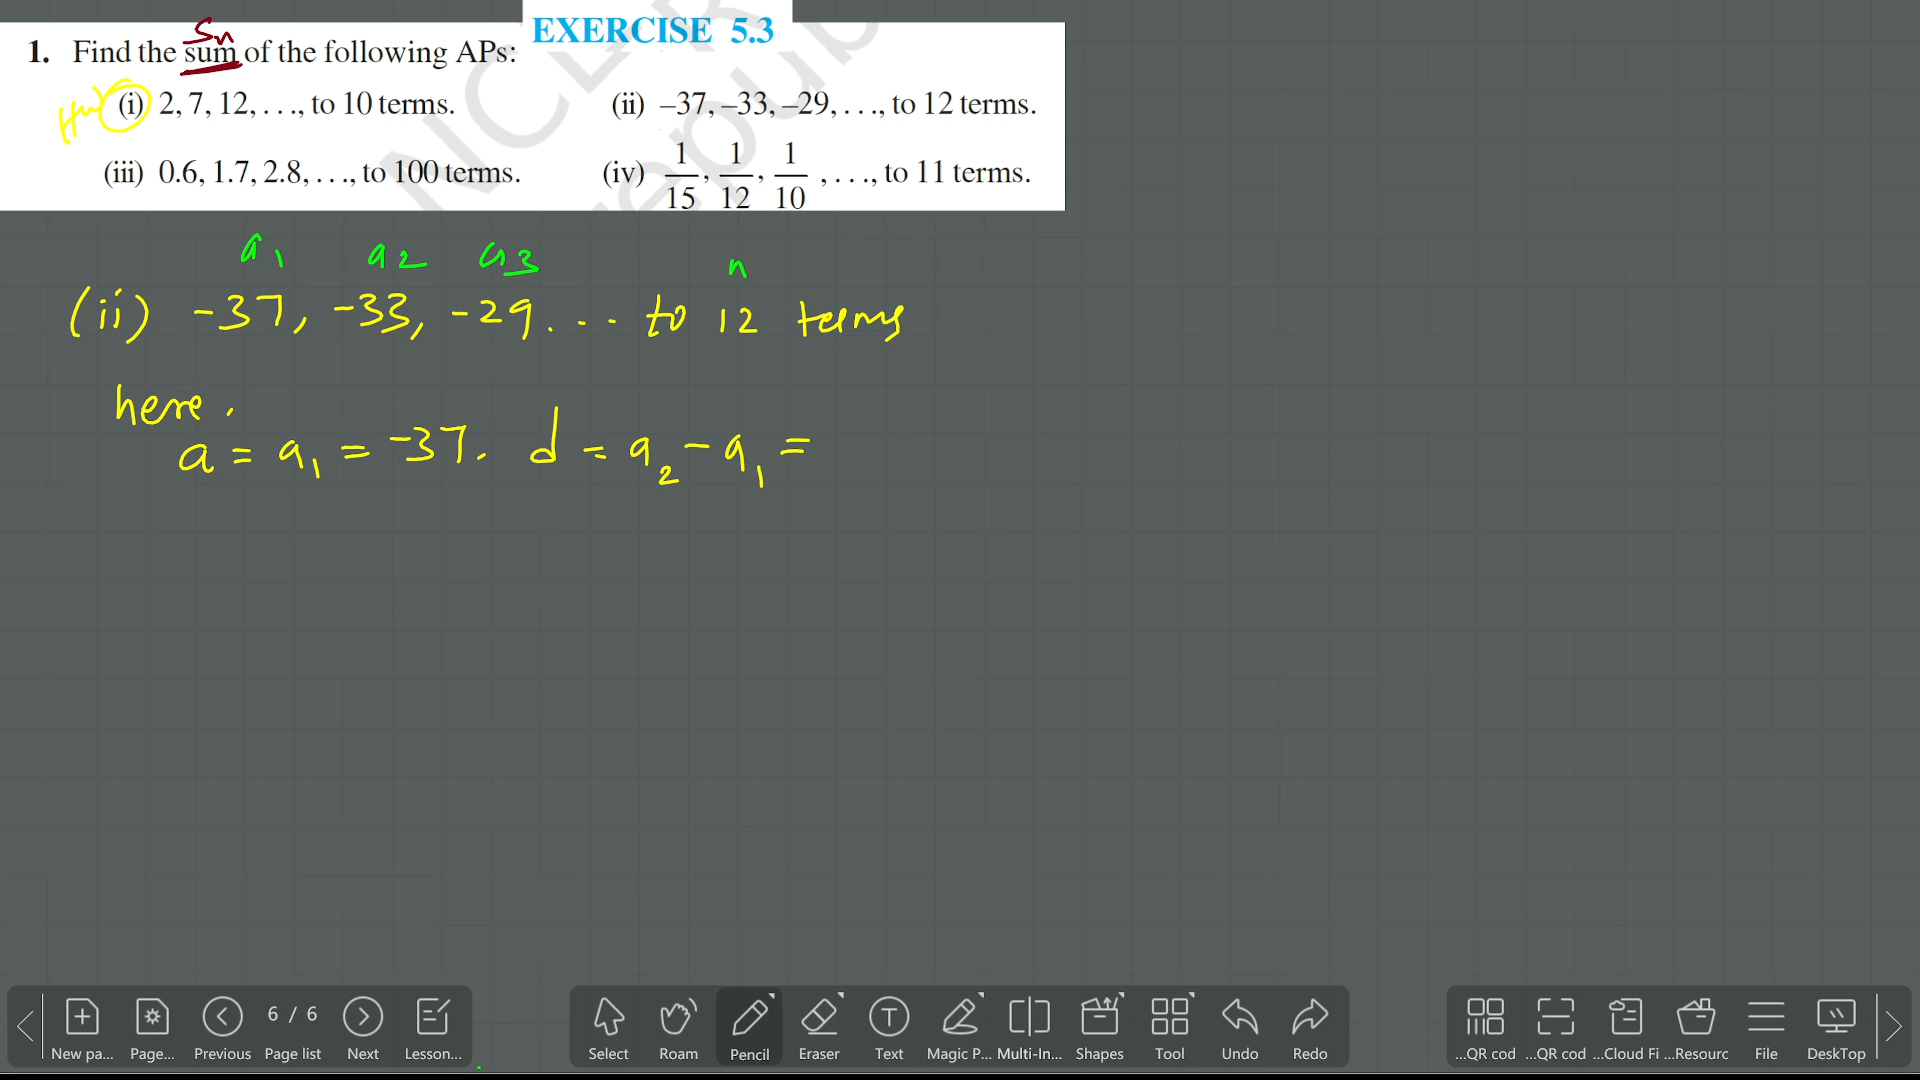 EXERCISE 5.3
Sn
1. Find the sum of the following APs:
Hw (i) 2, 7, 12, . . ., to 10 terms. (ii) –37, –33, –29, . . ., to 12 terms.
(iii) 0.6, 1.7, 2.8, . . ., to 100 terms. (iv) 1/15, 1/12, 1/10, . . ., to 11 terms.
NCER
republ
a1 a2 a3 n
(ii) -37, -33, -29. ... to 12 terms
here,
a = a1 = -37. d = a2 - a1 =
New pa... Page... Previous 6 / 6 Page list Next Lesson... Select Roam Pencil Eraser Text Magic P... Multi-In... Shapes Tool Undo Redo ...QR cod ...QR cod ...Cloud Fi ...Resourc File DeskTop